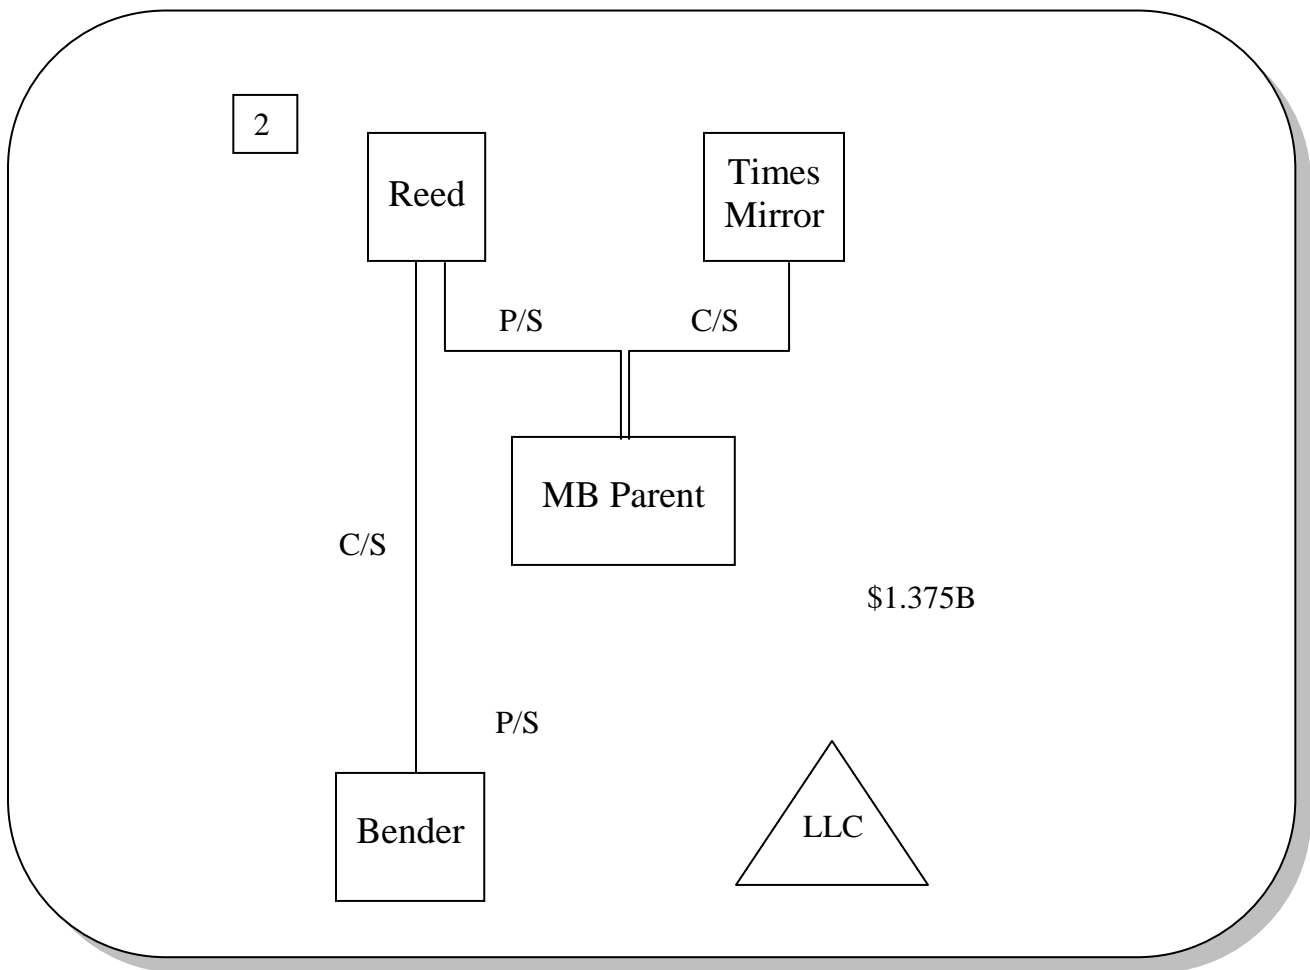 2
Reed
Times
Mirror
P/S
C/S
MB Parent
C/S
$1.375B
P/S
Bender
LLC